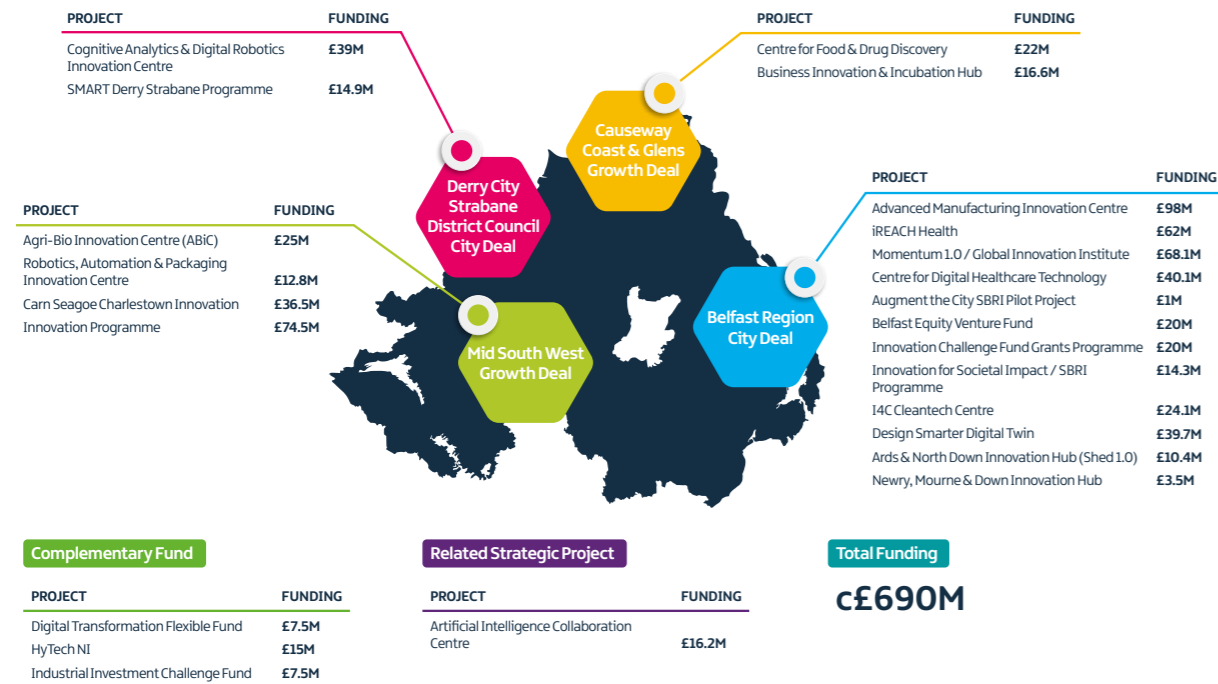 PROJECT FUNDING
Cognitive Analytics & Digital Robotics
Innovation Centre £39M
SMART Derry Strabane Programme £14.9M
PROJECT FUNDING
Centre for Food & Drug Discovery £22M
Business Innovation & Incubation Hub £16.6M
Causeway
Coast & Glens
Growth Deal
Derry City
Strabane
District Council
City Deal
PROJECT FUNDING
Agri-Bio Innovation Centre (ABiC) £25M
Robotics, Automation & Packaging
Innovation Centre £12.8M
Carn Seagoe Charlestown Innovation £36.5M
Innovation Programme £74.5M
Mid South West
Growth Deal
Belfast Region
City Deal
PROJECT FUNDING
Advanced Manufacturing Innovation Centre £98M
iREACH Health £62M
Momentum 1.0 / Global Innovation Institute £68.1M
Centre for Digital Healthcare Technology £40.1M
Augment the City SBRI Pilot Project £1M
Belfast Equity Venture Fund £20M
Innovation Challenge Fund Grants Programme £20M
Innovation for Societal Impact / SBRI £14.3M
Programme
I4C Cleantech Centre £24.1M
Design Smarter Digital Twin £39.7M
Ards & North Down Innovation Hub (Shed 1.0) £10.4M
Newry, Mourne & Down Innovation Hub £3.5M
Complementary Fund
PROJECT FUNDING
Digital Transformation Flexible Fund £7.5M
HyTech NI £15M
Industrial Investment Challenge Fund £7.5M
Related Strategic Project
PROJECT FUNDING
Artificial Intelligence Collaboration
Centre £16.2M
Total Funding
c£690M